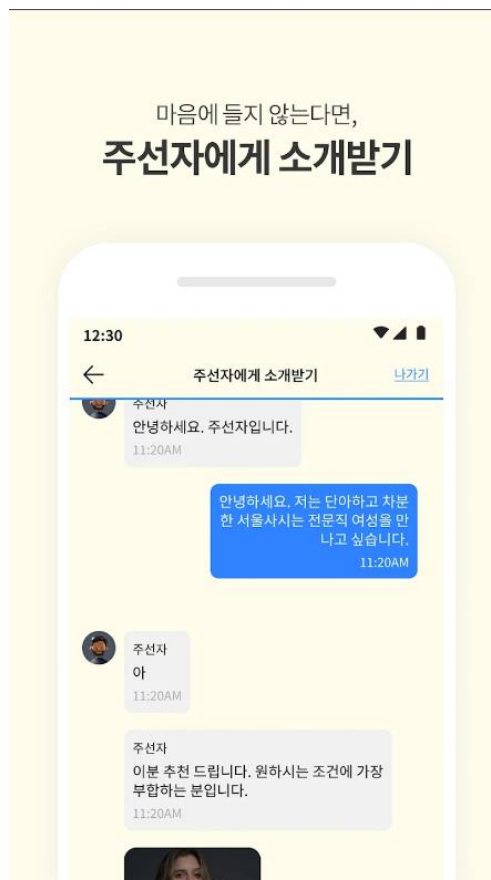 마음에 들지 않는다면,
주선자에게 소개받기
12:30
주선자에게 소개받기
나가기
주선자
안녕하세요. 주선자입니다.
11:20AM
안녕하세요. 저는 단아하고 차분
한 서울사시는 전문직 여성을 만
나고 싶습니다.
11:20AM
주선자
아
11:20AM
주선자
이분 추천 드립니다. 원하시는 조건에 가장
부합하는 분입니다.
11:20AM